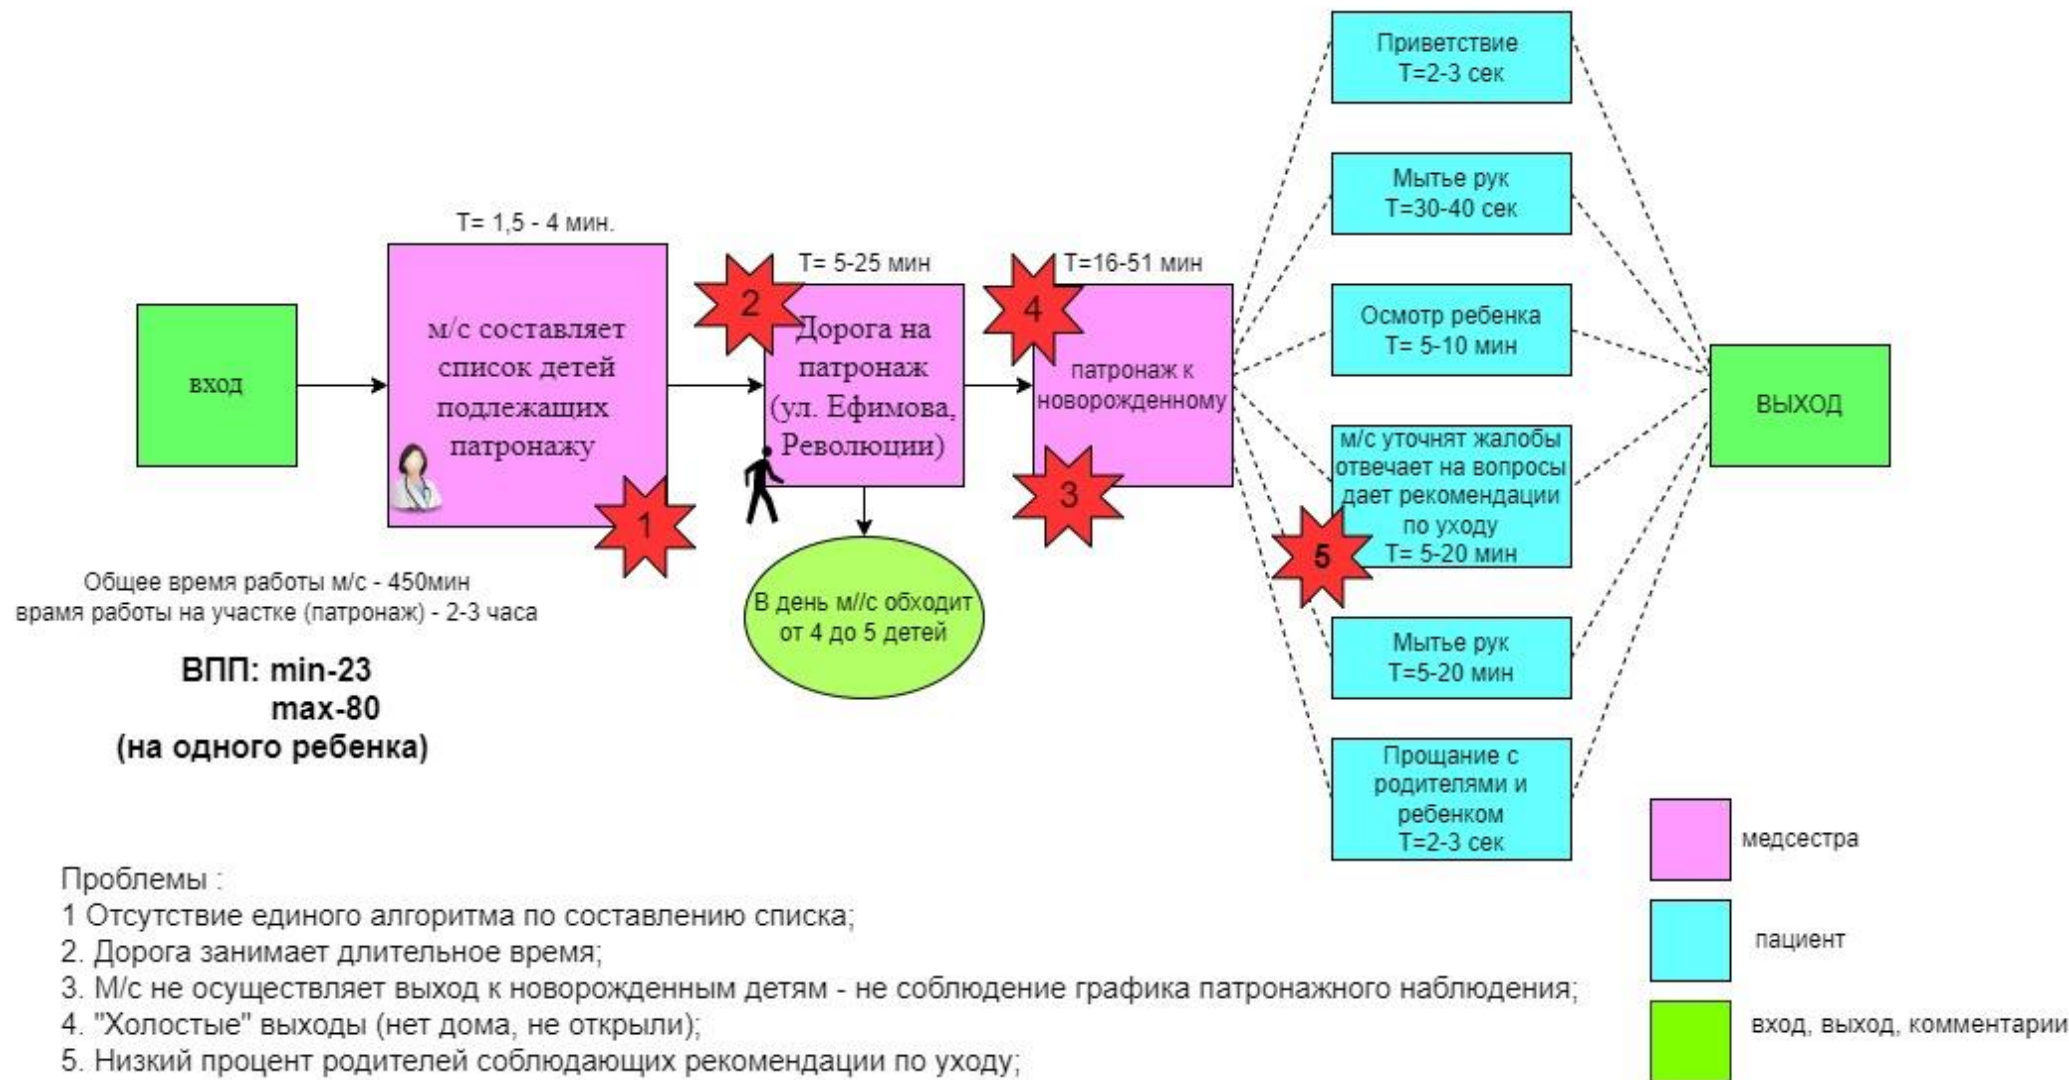 вход
T= 1,5 - 4 мин.
м/с составляет
список детей
подлежащих
патронажу
1
2
T= 5-25 мин
Дорога на
патронаж
(ул. Ефимова,
Революции)
В день м//с обходит
от 4 до 5 детей
4
T=16-51 мин
патронаж к
новорожденному
3
Приветствие
T=2-3 сек
Мытье рук
T=30-40 сек
Осмотр ребенка
T= 5-10 мин
м/с уточнят жалобы
отвечает на вопросы
дает рекомендации
по уходу
T= 5-20 мин
5
Мытье рук
T=5-20 мин
Прощание с
родителями и
ребенком
T=2-3 сек
ВЫХОД
Общее время работы м/с - 450мин
врамя работы на участке (патронаж) - 2-3 часа
ВПП: min-23
max-80
(на одного ребенка)
Проблемы :
1 Отсутствие единого алгоритма по составлению списка;
2. Дорога занимает длительное время;
3. М/с не осуществляет выход к новорожденным детям - не соблюдение графика патронажного наблюдения;
4. "Холостые" выходы (нет дома, не открыли);
5. Низкий процент родителей соблюдающих рекомендации по уходу;
медсестра
пациент
вход, выход, комментарии